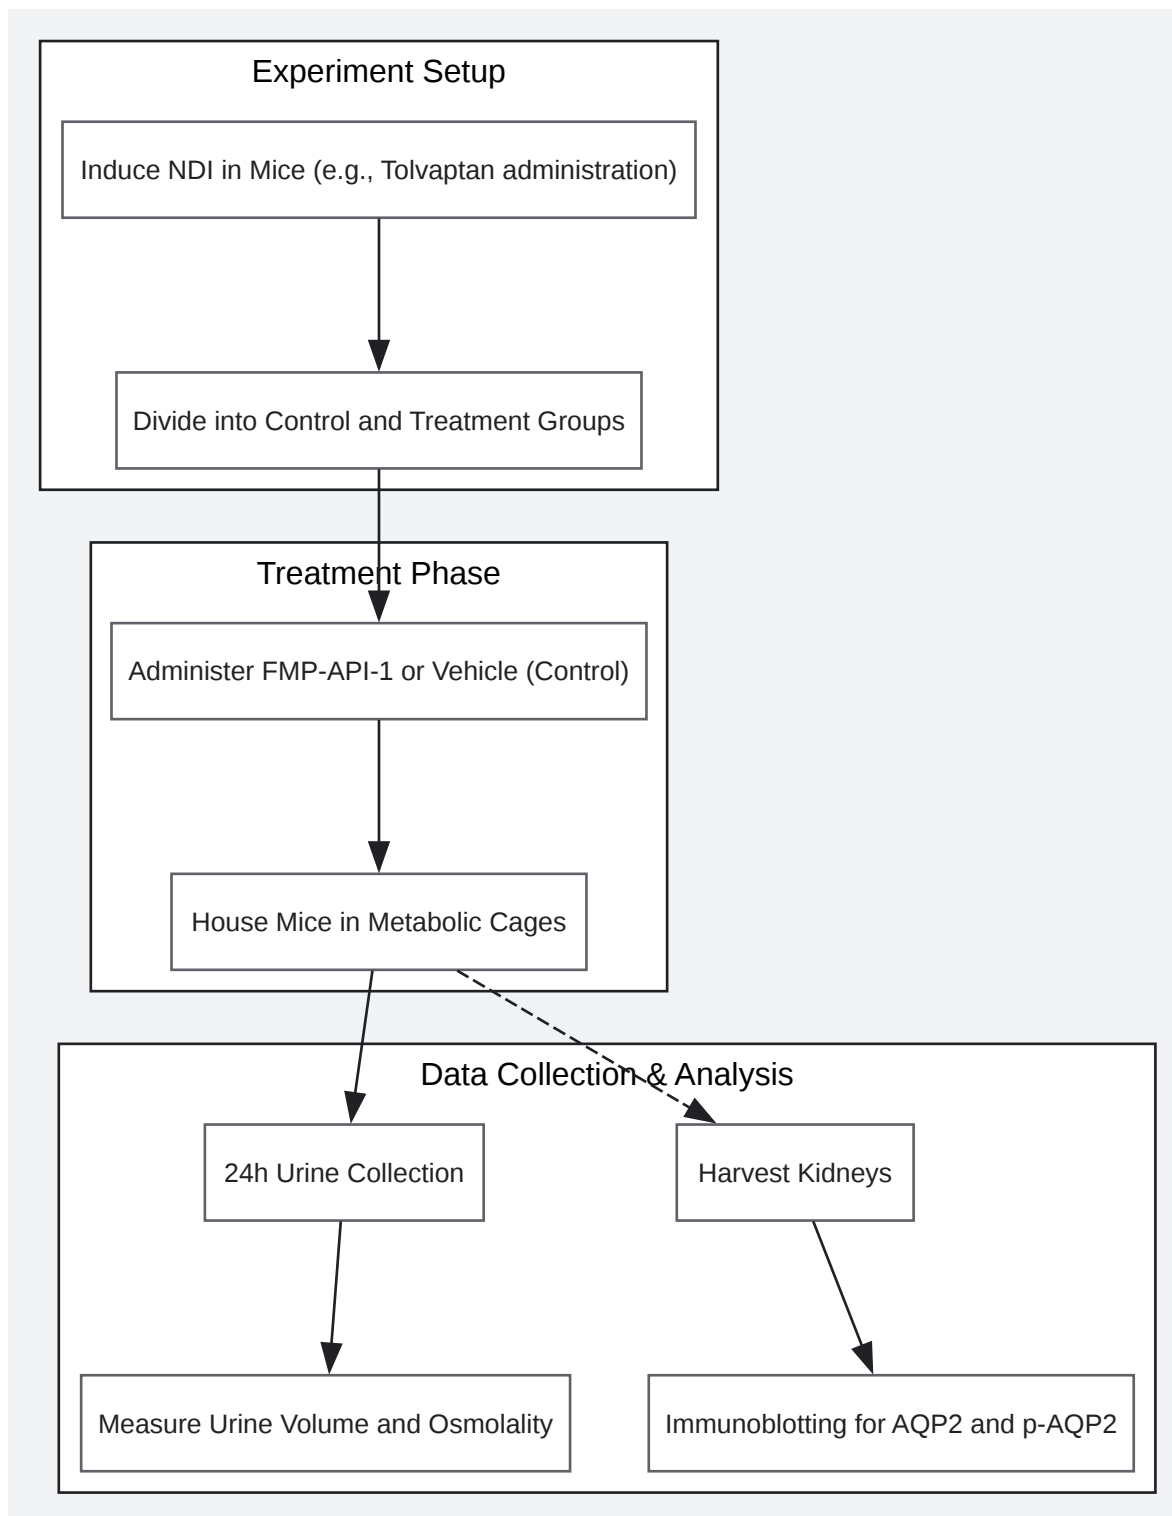 Experiment Setup
Induce NDI in Mice (e.g., Tolvaptan administration)
Divide into Control and Treatment Groups
Treatment Phase
Administer FMP-API-1 or Vehicle (Control)
House Mice in Metabolic Cages
Data Collection & Analysis
24h Urine Collection
Harvest Kidneys
Measure Urine Volume and Osmolality
Immunoblotting for AQP2 and p-AQP2